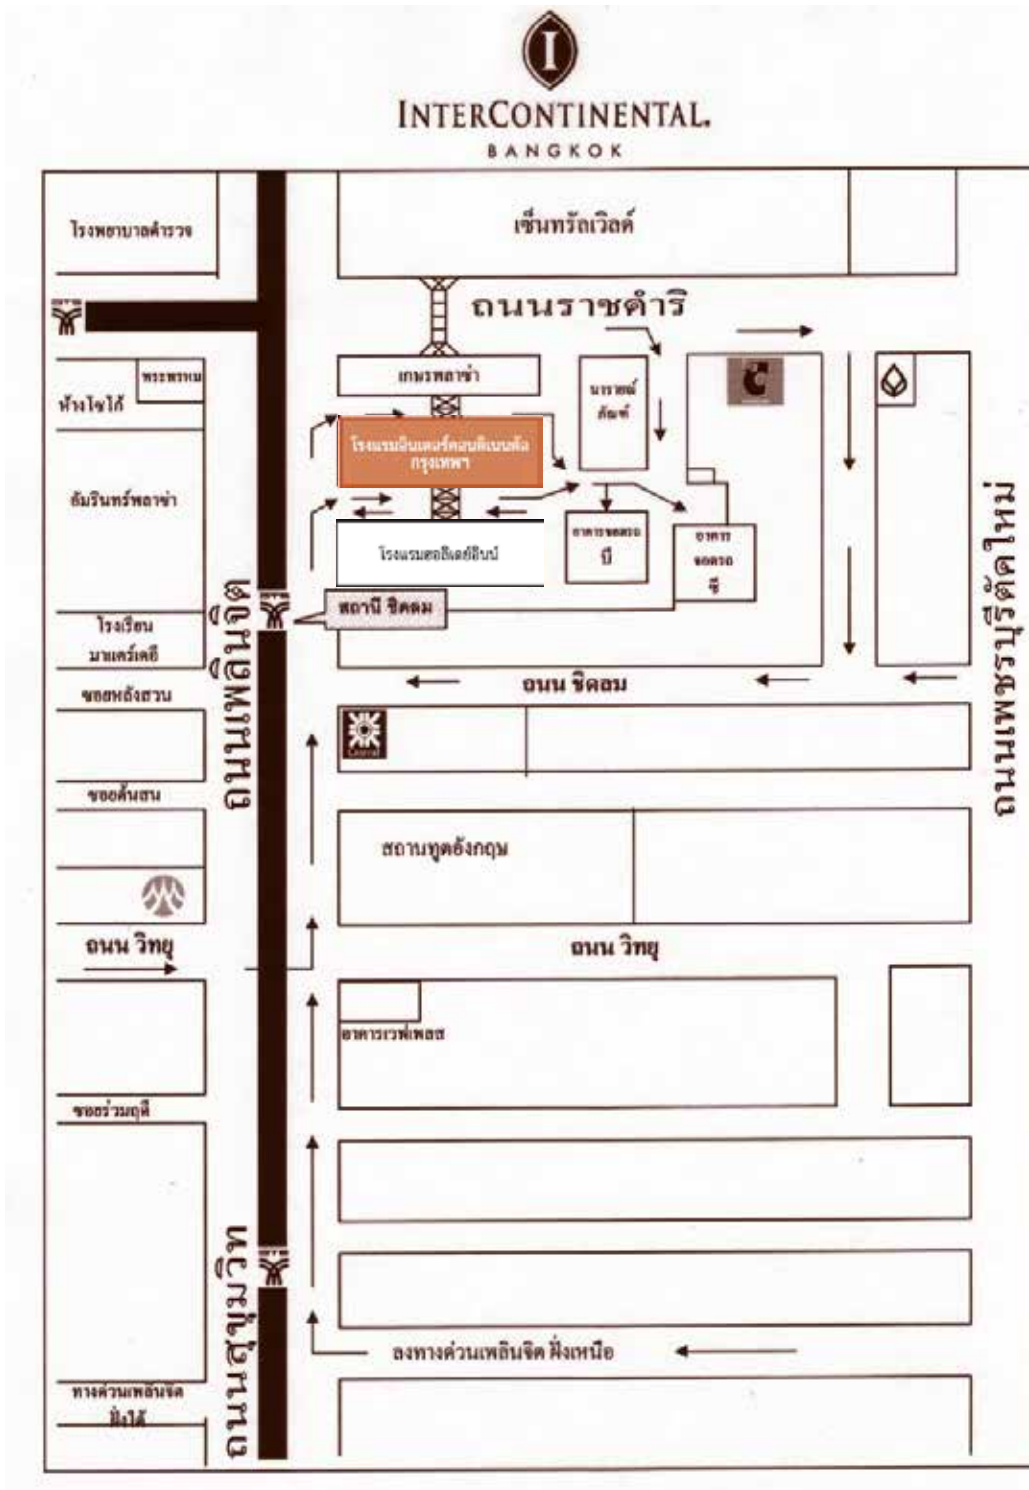 I
INTERCONTINENTAL.
BANGKOK
โรงพยาบาลตำรวจ
เซ็นทรัลเวิลด์
ถนนราชดำริ
พระพรหม
ห้างโซโก้
เกษรพลาซ่า
นารายณ์
ภัณฑ์
โรงแรมอินเตอร์คอนติเนนตัล
กรุงเทพฯ
อัมรินทร์พลาซ่า
โรงแรมฮอลิเดย์อินน์
อาคารจอดรถ
บี
อาคาร
จอดรถ
ซี
สถานี ชิดลม
โรงเรียน
มาแตร์เดอี
ถนนเพลินจิต
ถนนเพชรบุรีตัดใหม่
ซอยหลังสวน
ถนน ชิดลม
Central
ซอยต้นสน
สถานทูตอังกฤษ
ถนน วิทยุ
ถนน วิทยุ
อาคารเวฟเพลส
ซอยร่วมฤดี
ถนนสุขุมวิท
ลงทางด่วนเพลินจิต ฝั่งเหนือ
ทางด่วนเพลินจิต
ฝั่งใต้